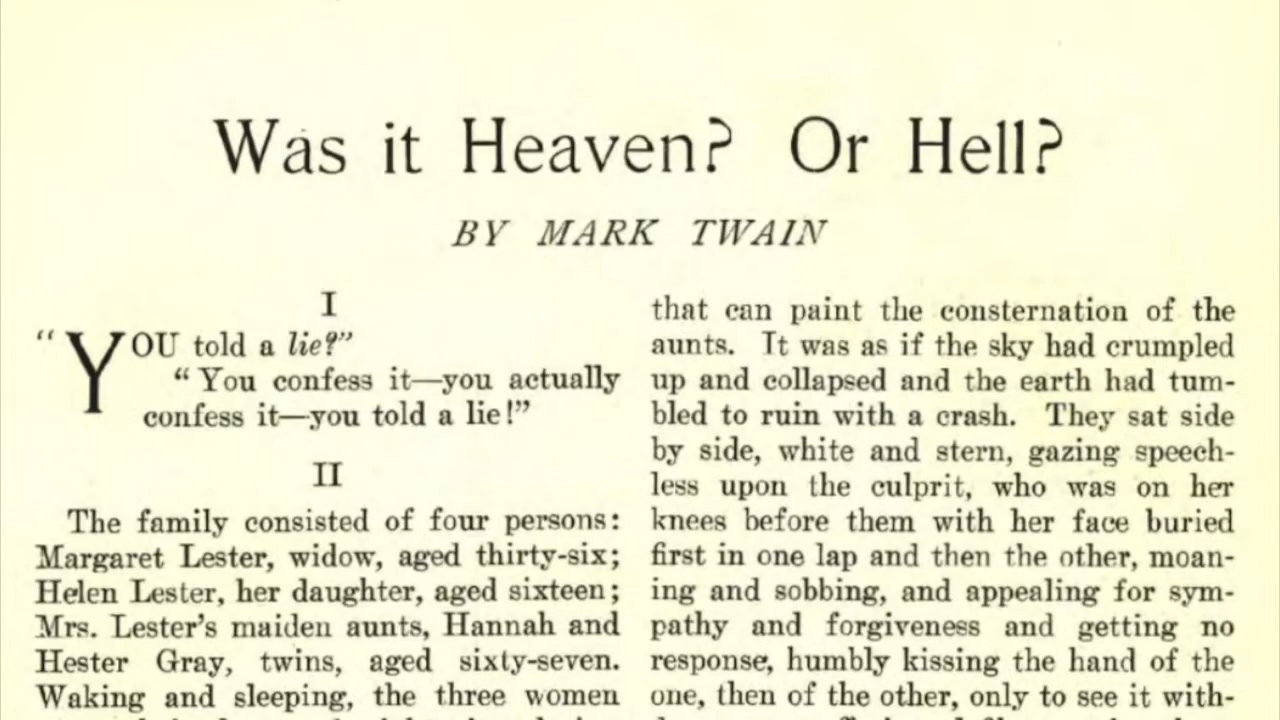 Was it Heaven? Or Hell?
BY MARK TWAIN
I
“YOU told a lie?”
“You confess it—you actually
confess it—you told a lie!”
II
The family consisted of four persons:
Margaret Lester, widow, aged thirty-six;
Helen Lester, her daughter, aged sixteen;
Mrs. Lester’s maiden aunts, Hannah and
Hester Gray, twins, aged sixty-seven.
Waking and sleeping, the three women
that can paint the consternation of the
aunts. It was as if the sky had crumpled
up and collapsed and the earth had tum-
bled to ruin with a crash. They sat side
by side, white and stern, gazing speech-
less upon the culprit, who was on her
knees before them with her face buried
first in one lap and then the other, moan-
ing and sobbing, and appealing for sym-
pathy and forgiveness and getting no
response, humbly kissing the hand of the
one, then of the other, only to see it with-